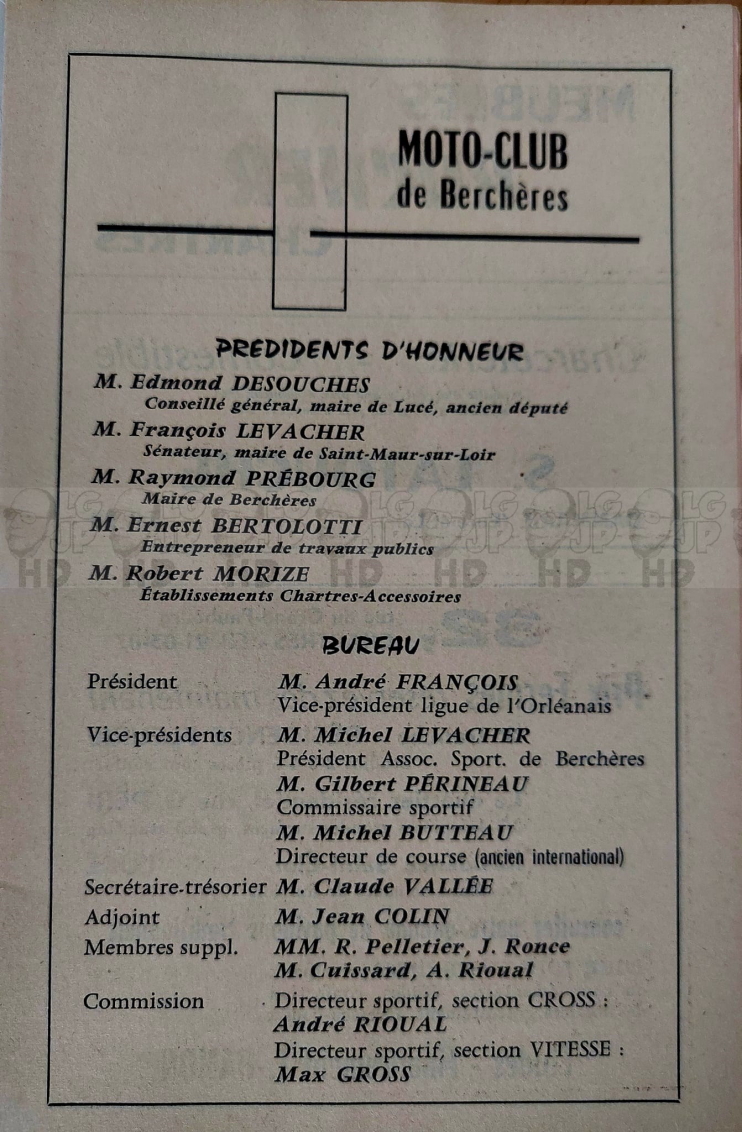 MOTO-CLUB
de Berchères
PREDIDENTS D'HONNEUR
M. Edmond DESOUCHES
Conseillé général, maire de Lucé, ancien député
M. François LEVACHER
Sénateur, maire de Saint-Maur-sur-Loir
M. Raymond PRÉBOURG
Maire de Berchères
M. Ernest BERTOLOTTI
Entrepreneur de travaux publics
M. Robert MORIZE
Établissements Chartres-Accessoires
BUREAU
Président M. André FRANÇOIS
Vice-président ligue de l'Orléanais
Vice-présidents M. Michel LEVACHER
Président Assoc. Sport. de Berchères
M. Gilbert PÉRINEAU
Commissaire sportif
M. Michel BUTTEAU
Directeur de course (ancien international)
Secrétaire-trésorier M. Claude VALLÉE
Adjoint M. Jean COLIN
Membres suppl. MM. R. Pelletier, J. Ronce
M. Cuissard, A. Rioual
Commission Directeur sportif, section CROSS :
André RIOUAL
Directeur sportif, section VITESSE :
Max GROSS